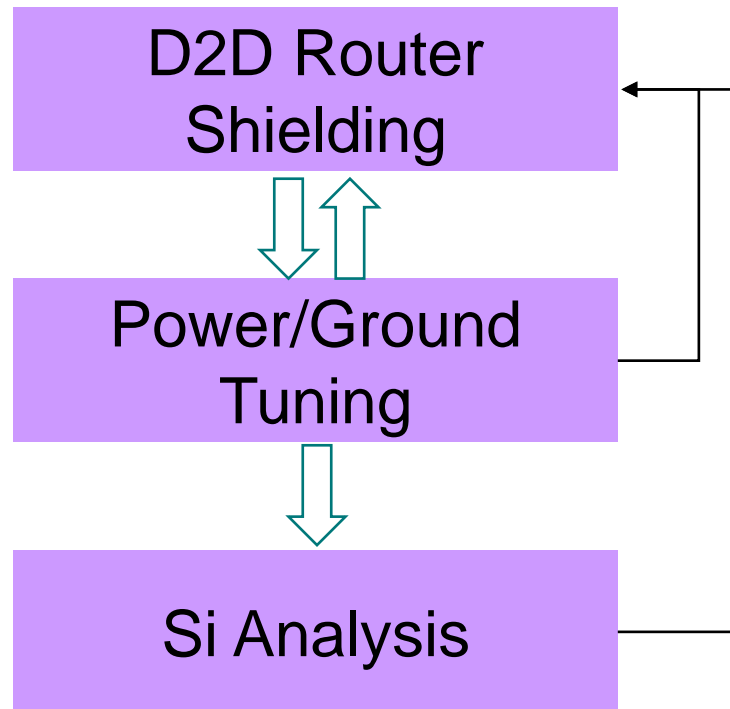 D2D Router
Shielding
Power/Ground
Tuning
Si Analysis